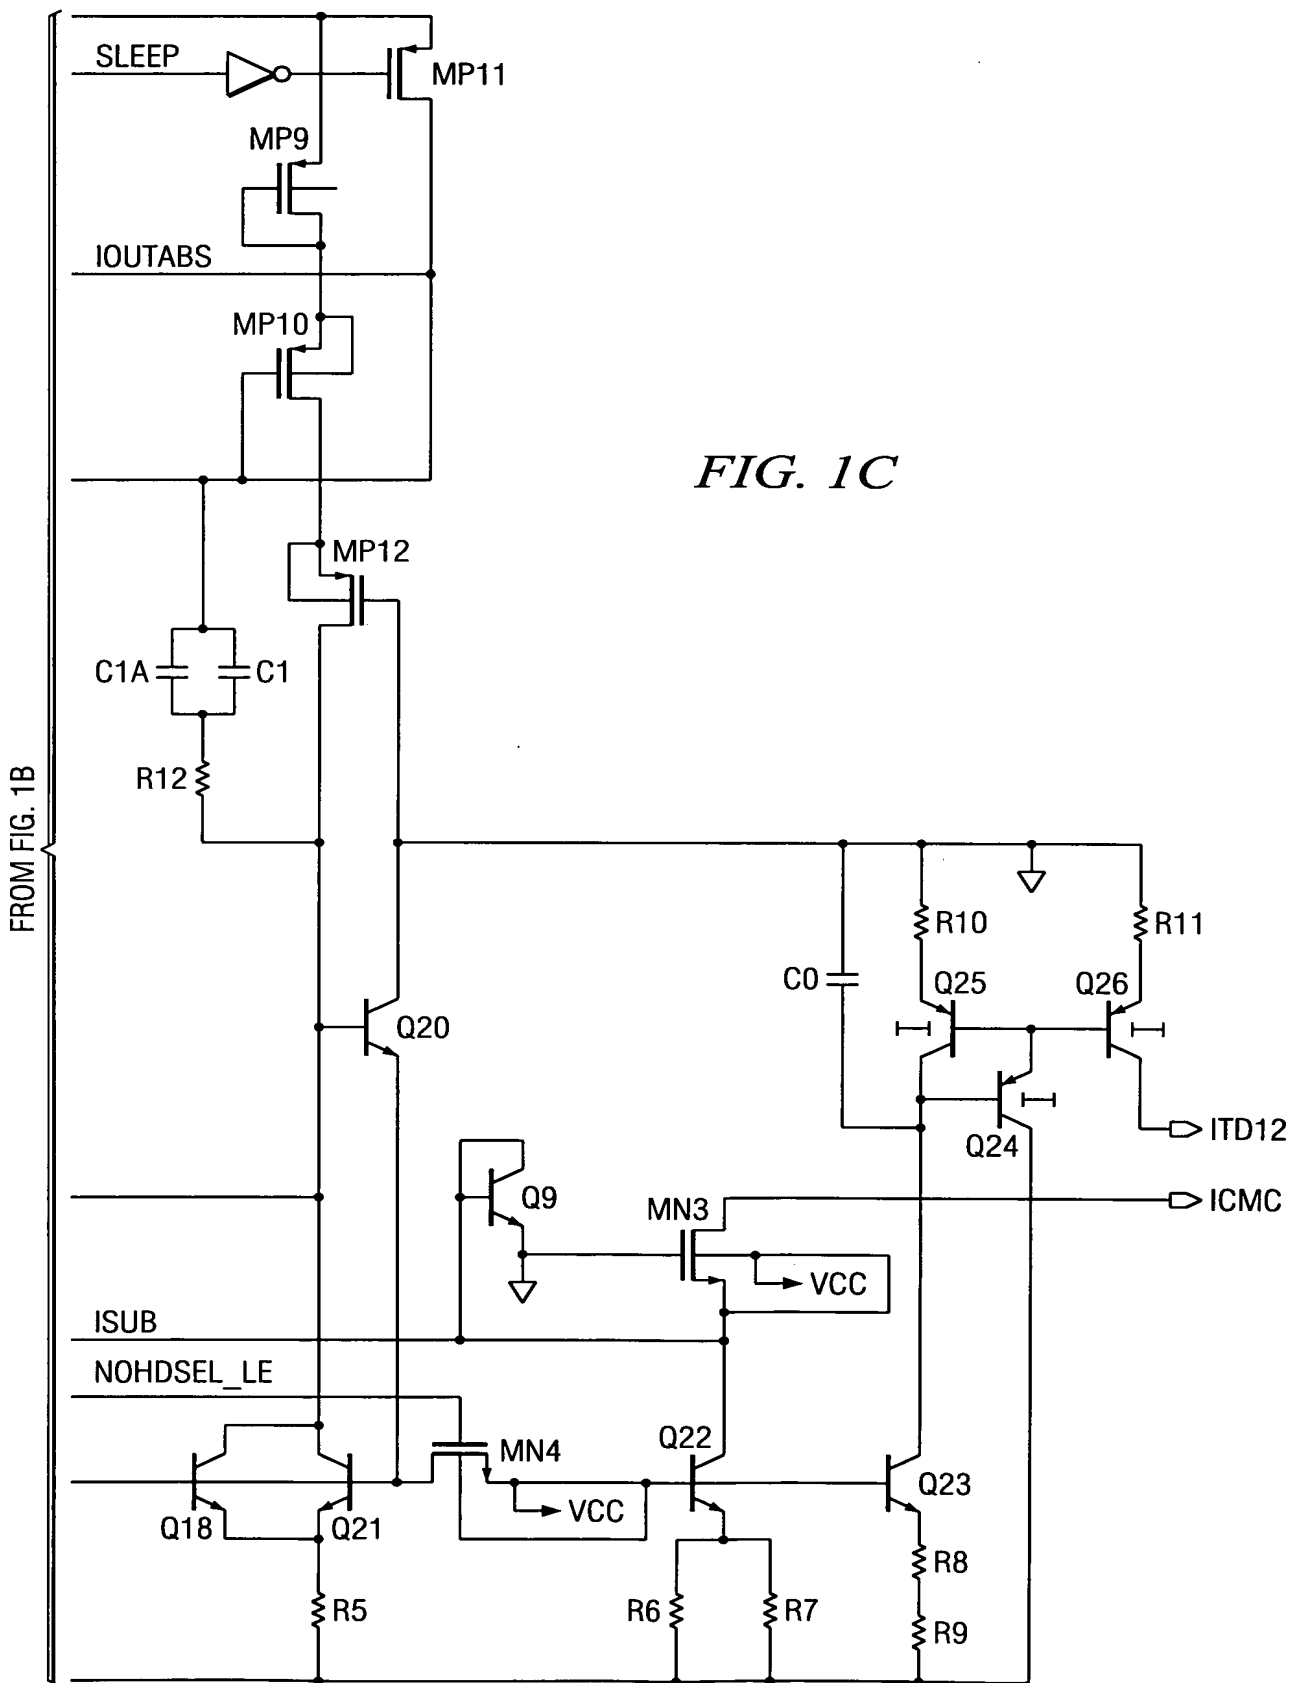 SLEEP
MP11
MP9
IOUTABS
MP10
FIG. 1C
MP12
C1A
C1
FROM FIG. 1B
R12
R10
R11
C0
Q25
Q26
Q20
Q24
ITD12
Q9
MN3
ICMC
VCC
ISUB
NOHDSEL_LE
MN4
Q22
Q23
VCC
Q18
Q21
R8
R5
R6
R7
R9